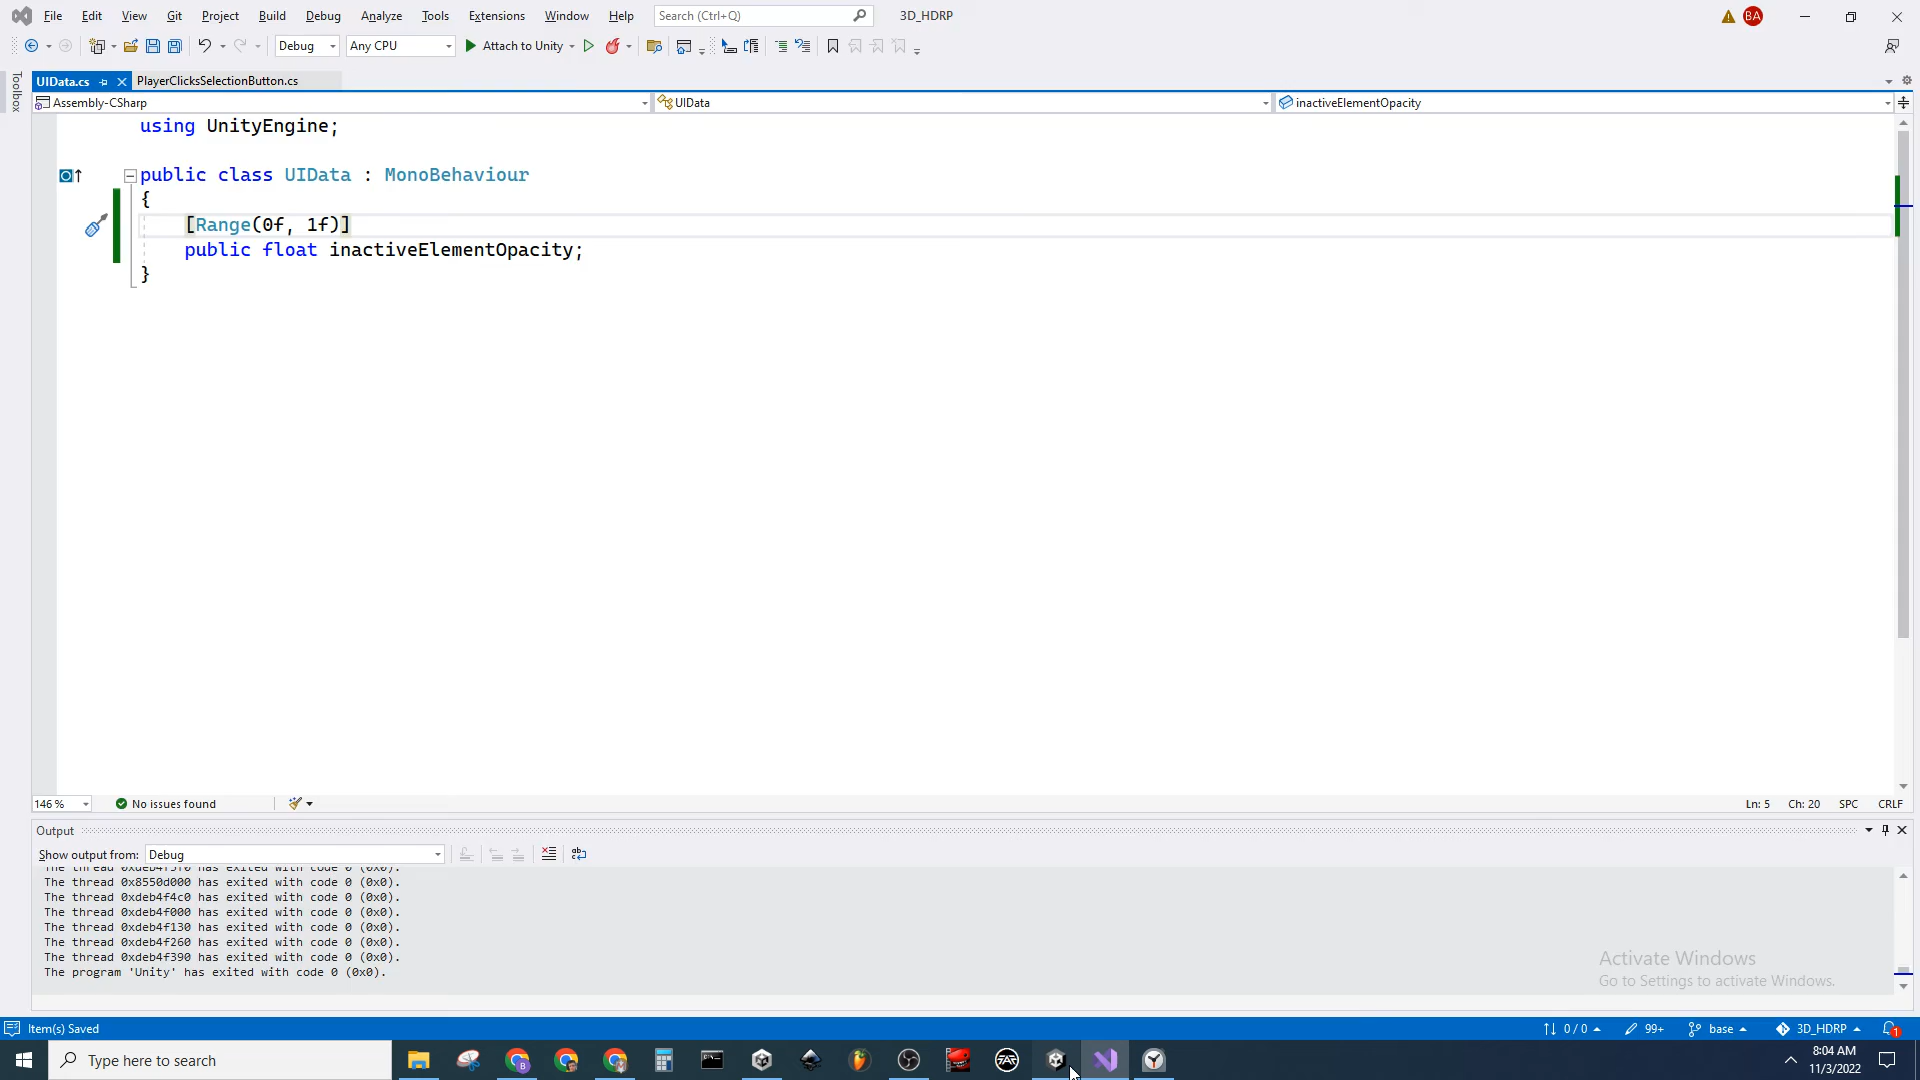 File Edit View Git Project Build Debug Analyze Tools Extensions Window Help Search (Ctrl+Q) 3D_HDRP BA
Debug Any CPU Attach to Unity
Toolbox
UIData.cs PlayerClicksSelectionButton.cs
Assembly-CSharp UIData inactiveElementOpacity
using UnityEngine;
public class UIData : MonoBehaviour
{
[Range(0f, 1f)]
public float inactiveElementOpacity;
}
146 % No issues found Ln: 5 Ch: 20 SPC CRLF
Output
Show output from: Debug
The thread 0x8550d000 has exited with code 0 (0x0).
The thread 0xdeb4f4c0 has exited with code 0 (0x0).
The thread 0xdeb4f000 has exited with code 0 (0x0).
The thread 0xdeb4f130 has exited with code 0 (0x0).
The thread 0xdeb4f260 has exited with code 0 (0x0).
The thread 0xdeb4f390 has exited with code 0 (0x0).
The program 'Unity' has exited with code 0 (0x0).
Activate Windows
Go to Settings to activate Windows.
Item(s) Saved 0 / 0 99+ base 3D_HDRP 1
Type here to search
8:04 AM
11/3/2022